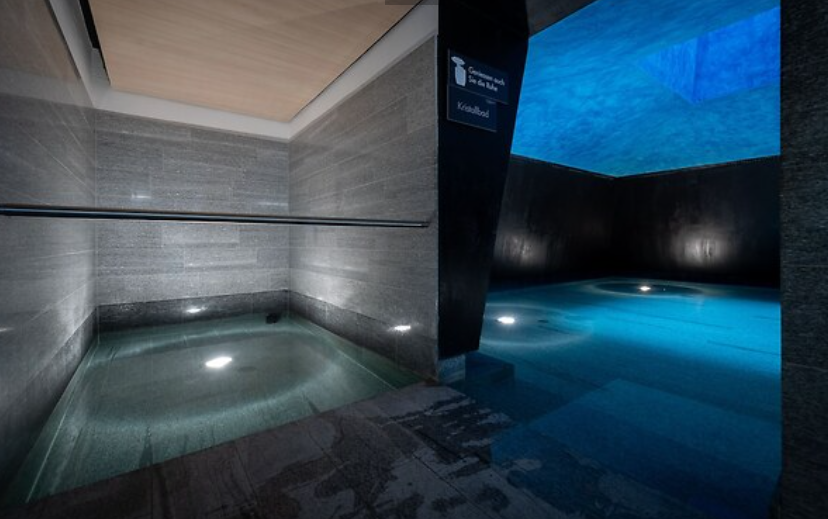 Geniessen auch
Sie die Ruhe
Kristallbad